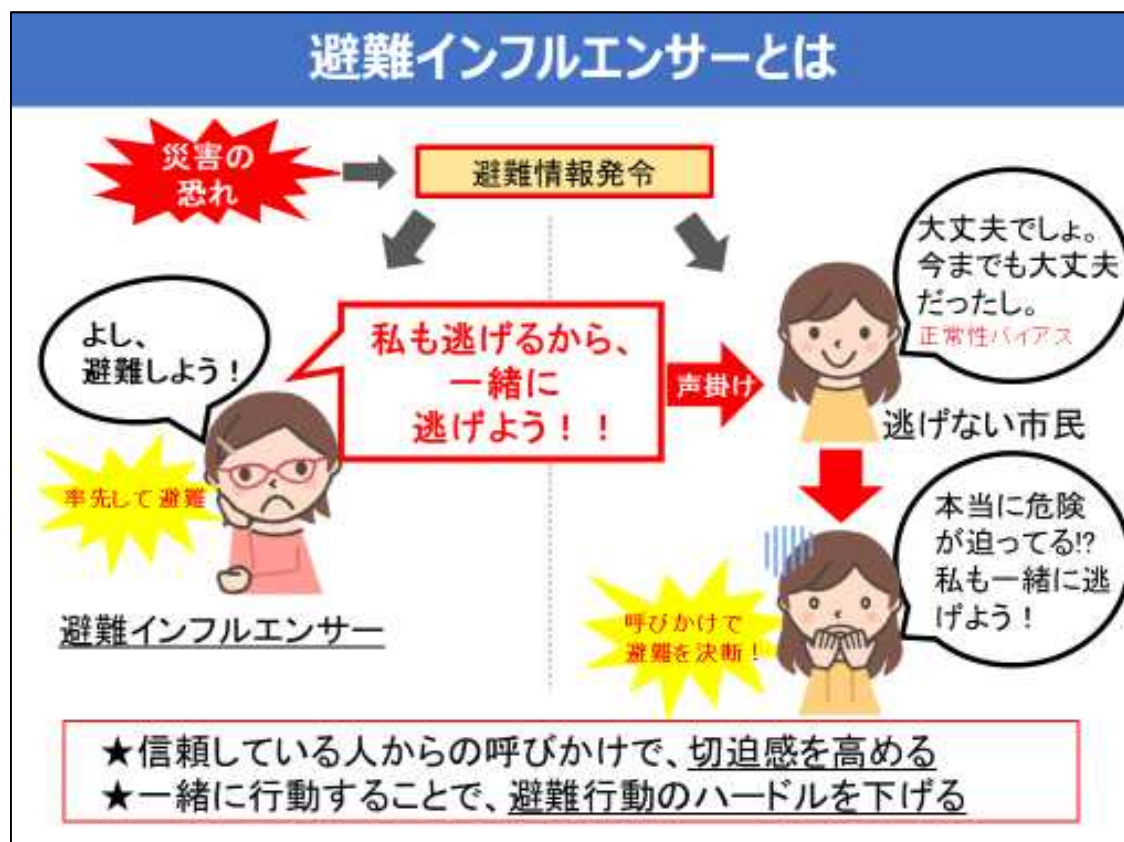 避難インフルエンサーとは
災害の
恐れ
避難情報発令
よし、
避難しよう!
率先して避難
避難インフルエンサー
私も逃げるから、
一緒に
逃げよう!!
声掛け
大丈夫でしょ。
今までも大丈夫
だったし。
正常性バイアス
逃げない市民
本当に危険
が迫ってる!?
私も一緒に逃
げよう!
呼びかけで
避難を決断!
★信頼している人からの呼びかけで、切迫感を高める
★一緒に行動することで、避難行動のハードルを下げる